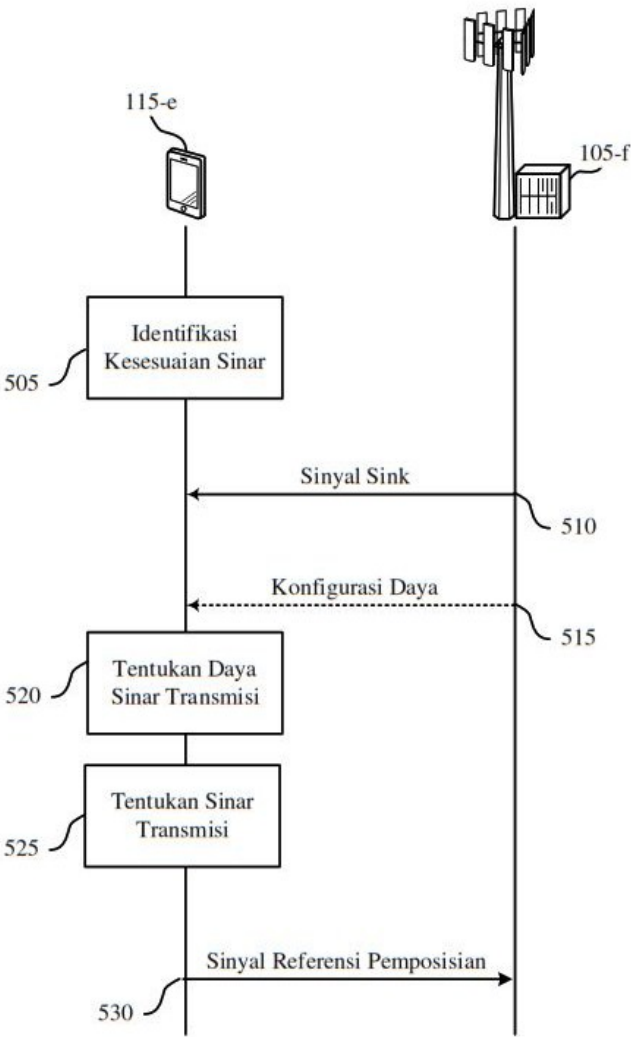 115-e
105-f
Identifikasi
Kesesuaian Sinar
505
Sinyal Sink
510
Konfigurasi Daya
515
Tentukan Daya
Sinar Transmisi
520
Tentukan Sinar
Transmisi
525
Sinyal Referensi Pemposisian
530